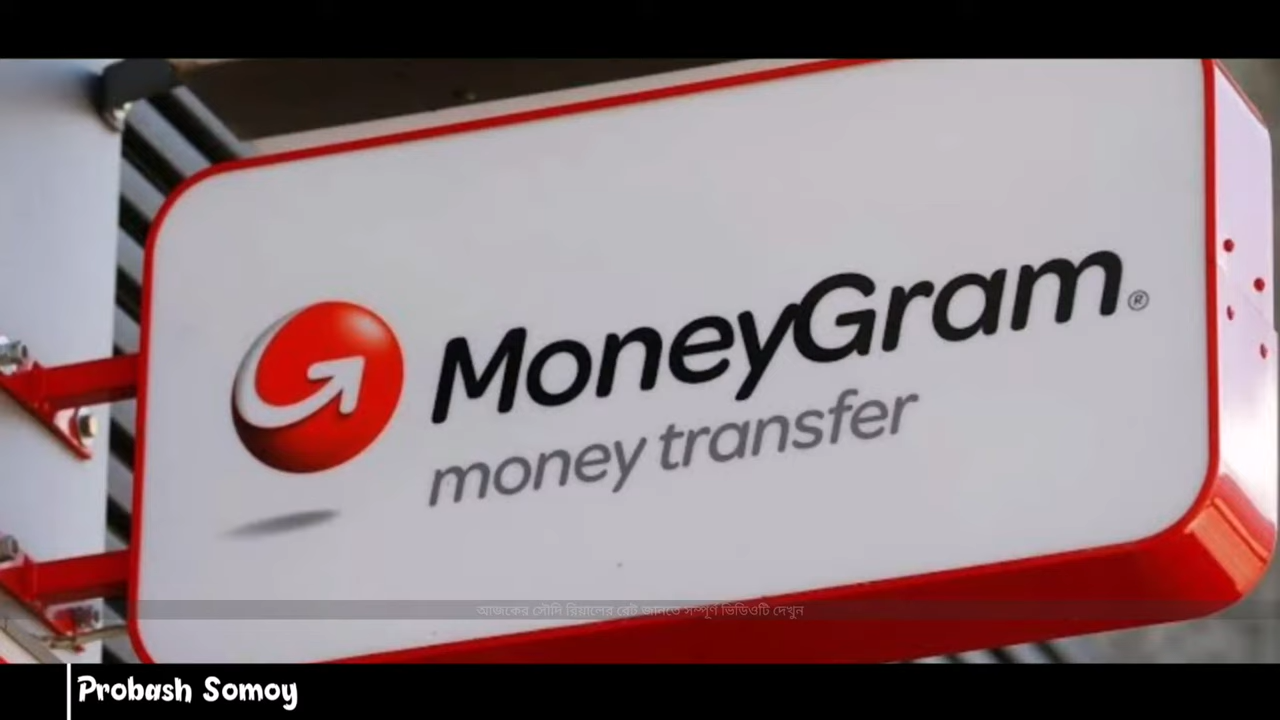 MoneyGram®
money transfer
আজকের সৌদি রিয়ালের রেট জানতে সম্পূর্ণ ভিডিওটি দেখুন
Probash Somoy